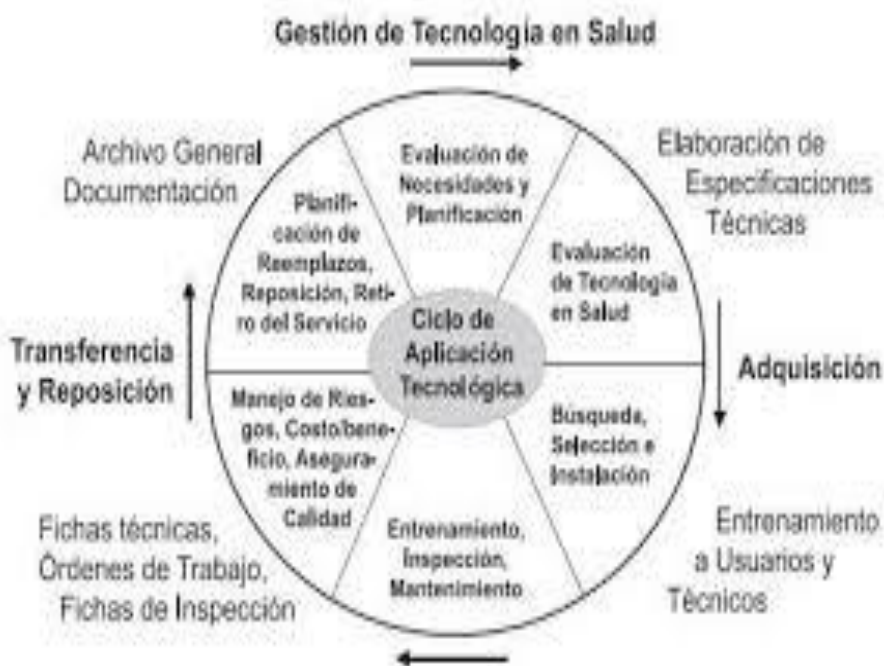 Gestión de Tecnología en Salud
Archivo General
Documentación
Elaboración de
Especificaciones
Técnicas
Evaluación de
Necesidades y
Planificación
Planifi-
cación de
Reemplazos,
Reposición, Reti-
ro del Servicio
Evaluación
de Tecnología
en Salud
Ciclo de
Aplicación
Tecnológica
Transferencia
y Reposición
Adquisición
Manejo de Ries-
gos, Costo/bene-
ficio, Asegura-
miento de
Calidad
Búsqueda,
Selección e
Instalación
Entrenamiento,
Inspección,
Mantenimiento
Fichas técnicas,
Órdenes de Trabajo,
Fichas de Inspección
Entrenamiento
a Usuarios y
Técnicos